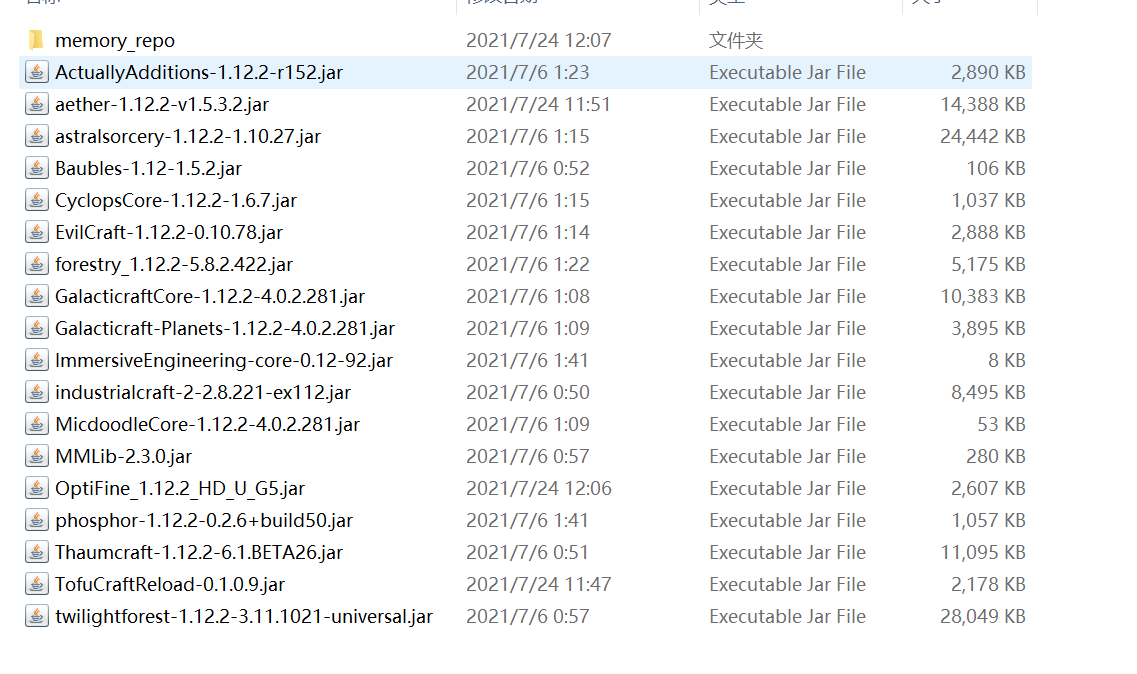 memory_repo 2021/7/24 12:07 文件夹
ActuallyAdditions-1.12.2-r152.jar 2021/7/6 1:23 Executable Jar File 2,890 KB
aether-1.12.2-v1.5.3.2.jar 2021/7/24 11:51 Executable Jar File 14,388 KB
astralsorcery-1.12.2-1.10.27.jar 2021/7/6 1:15 Executable Jar File 24,442 KB
Baubles-1.12-1.5.2.jar 2021/7/6 0:52 Executable Jar File 106 KB
CyclopsCore-1.12.2-1.6.7.jar 2021/7/6 1:15 Executable Jar File 1,037 KB
EvilCraft-1.12.2-0.10.78.jar 2021/7/6 1:14 Executable Jar File 2,888 KB
forestry_1.12.2-5.8.2.422.jar 2021/7/6 1:22 Executable Jar File 5,175 KB
GalacticraftCore-1.12.2-4.0.2.281.jar 2021/7/6 1:08 Executable Jar File 10,383 KB
Galacticraft-Planets-1.12.2-4.0.2.281.jar 2021/7/6 1:09 Executable Jar File 3,895 KB
ImmersiveEngineering-core-0.12-92.jar 2021/7/6 1:41 Executable Jar File 8 KB
industrialcraft-2-2.8.221-ex112.jar 2021/7/6 0:50 Executable Jar File 8,495 KB
MicdoodleCore-1.12.2-4.0.2.281.jar 2021/7/6 1:09 Executable Jar File 53 KB
MMLib-2.3.0.jar 2021/7/6 0:57 Executable Jar File 280 KB
OptiFine_1.12.2_HD_U_G5.jar 2021/7/24 12:06 Executable Jar File 2,607 KB
phosphor-1.12.2-0.2.6+build50.jar 2021/7/6 1:41 Executable Jar File 1,057 KB
Thaumcraft-1.12.2-6.1.BETA26.jar 2021/7/6 0:51 Executable Jar File 11,095 KB
TofuCraftReload-0.1.0.9.jar 2021/7/24 11:47 Executable Jar File 2,178 KB
twilightforest-1.12.2-3.11.1021-universal.jar 2021/7/6 0:57 Executable Jar File 28,049 KB